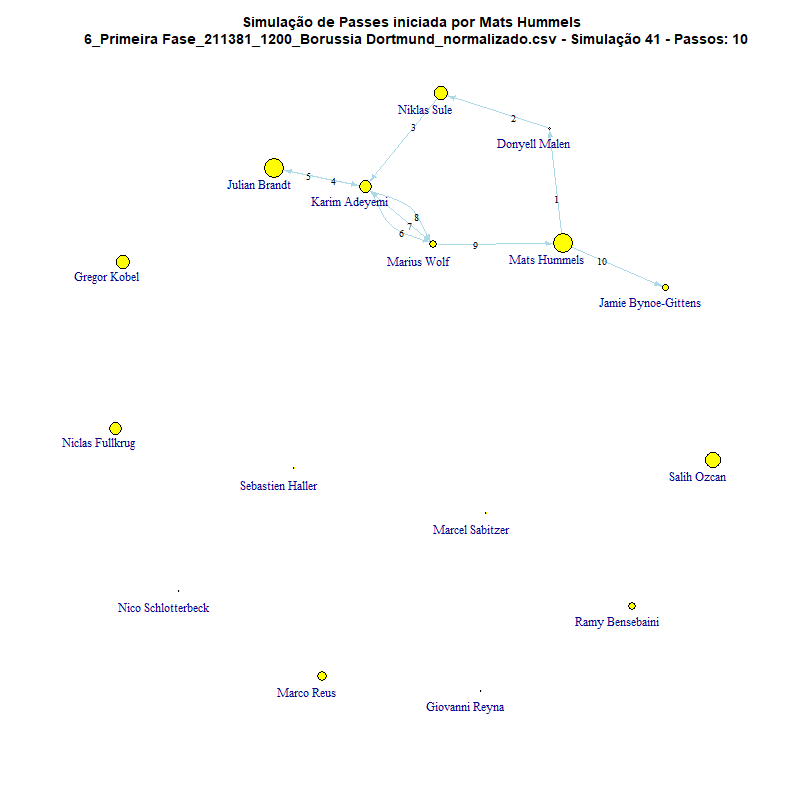 Simulação de Passes iniciada por Mats Hummels
6_Primeira Fase_211381_1200_Borussia Dortmund_normalizado.csv - Simulação 41 - Passos: 10
Niklas Sule
2
3
Donyell Malen
Julian Brandt
5
4
Karim Adeyemi
1
8
7
6
Marius Wolf
9
Mats Hummels
10
Gregor Kobel
Jamie Bynoe-Gittens
Niclas Fullkrug
Sebastien Haller
Salih Ozcan
Marcel Sabitzer
Nico Schlotterbeck
Ramy Bensebaini
Marco Reus
Giovanni Reyna